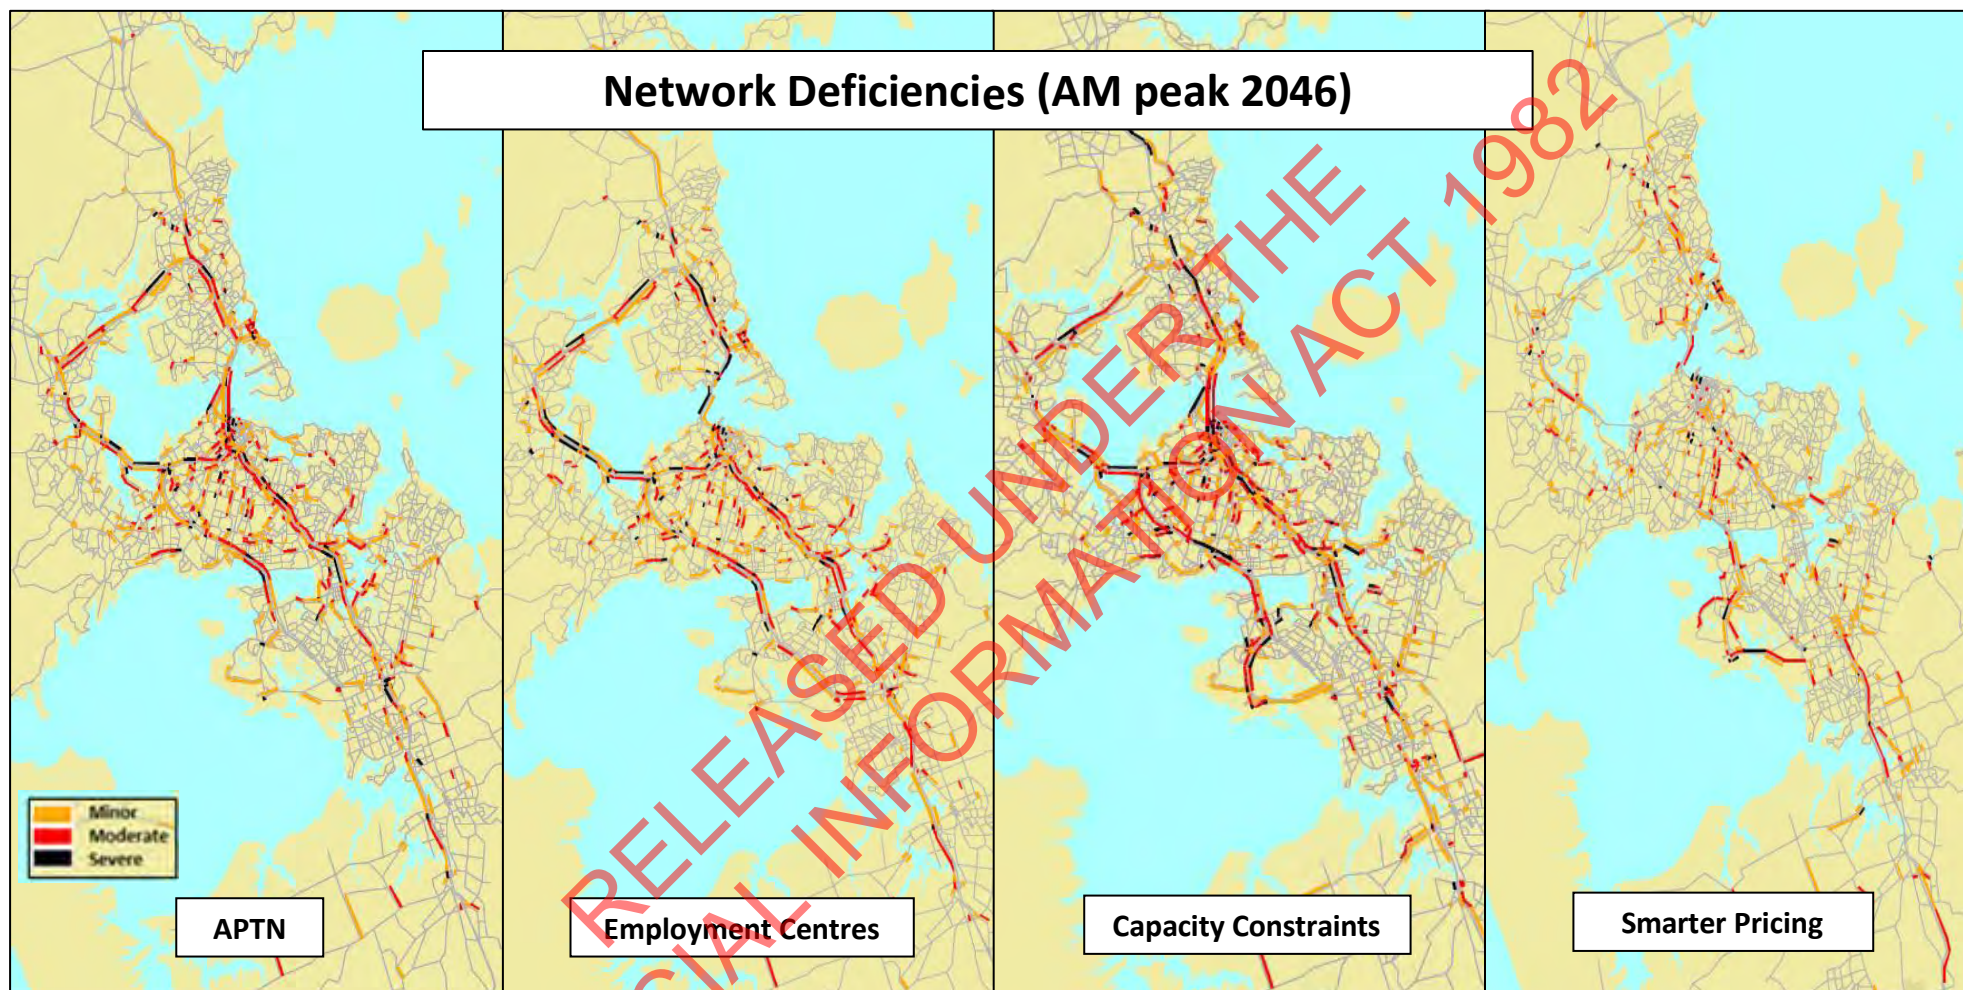 Network Deficiencies (AM peak 2046)
Minor
Moderate
Severe
APTN
Employment Centres
Capacity Constraints
Smarter Pricing
RELEASED UNDER THE
CIAL INFORMATION ACT 1982